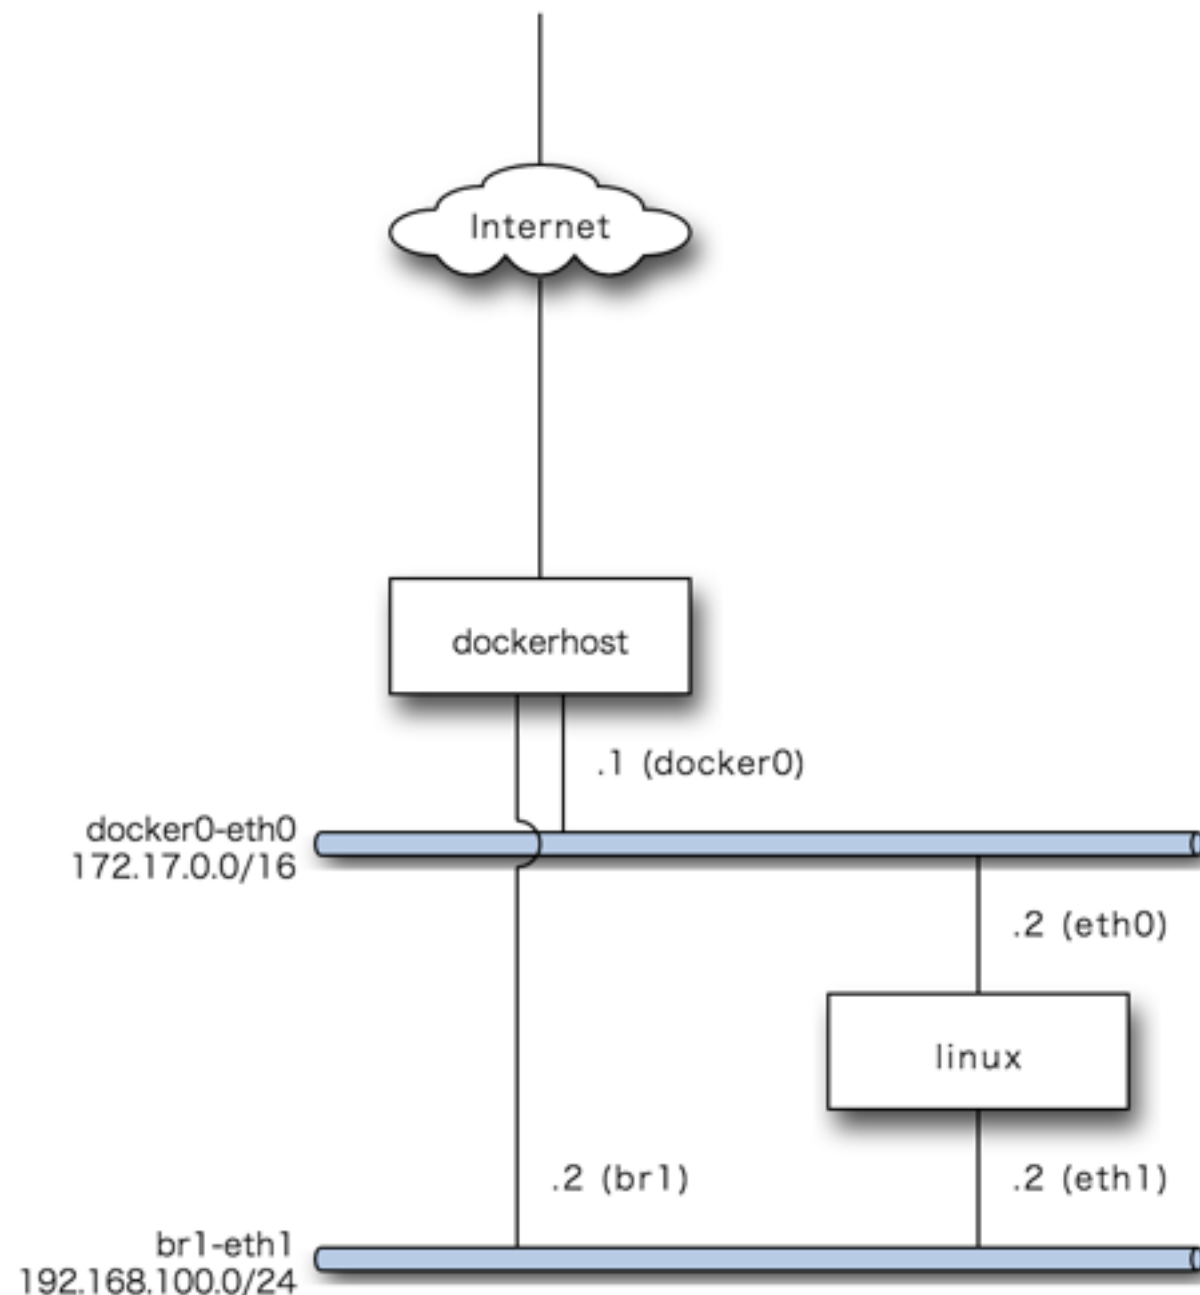 Internet
dockerhost
.1 (docker0)
docker0-eth0
172.17.0.0/16
.2 (eth0)
linux
.2 (br1)
.2 (eth1)
br1-eth1
192.168.100.0/24